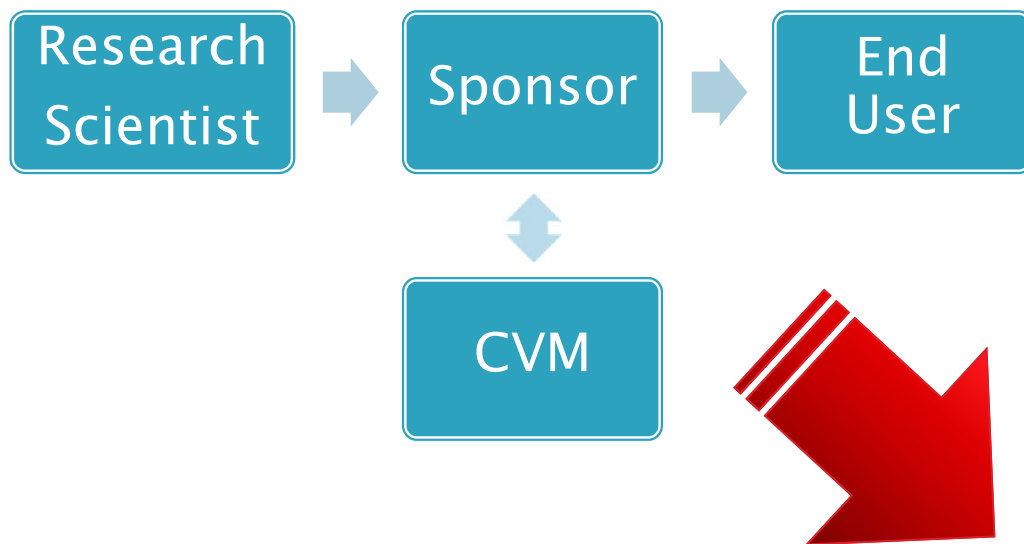 Research
Scientist
Sponsor
End
User
CVM